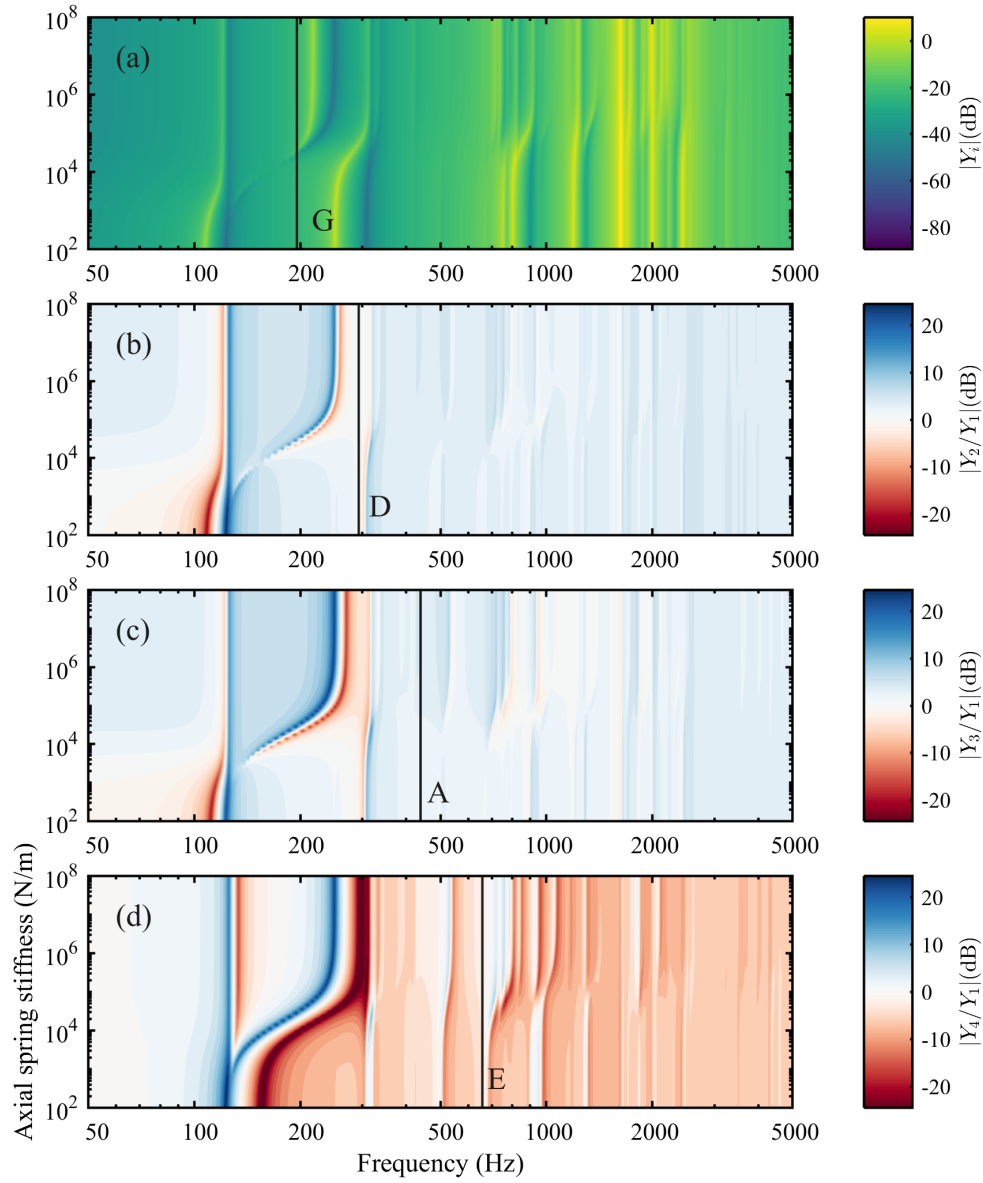 (a)
10^8
10^6
10^4
10^2
G
50 100 200 500 1000 2000 5000
0
-20
-40
-60
-80
|Y_i|(dB)
(b)
10^8
10^6
10^4
10^2
D
50 100 200 500 1000 2000 5000
20
10
0
-10
-20
|Y_2/Y_1|(dB)
(c)
10^8
10^6
10^4
10^2
A
50 100 200 500 1000 2000 5000
20
10
0
-10
-20
|Y_3/Y_1|(dB)
(d)
10^8
10^6
10^4
10^2
E
50 100 200 500 1000 2000 5000
20
10
0
-10
-20
|Y_4/Y_1|(dB)
Axial spring stiffness (N/m)
Frequency (Hz)